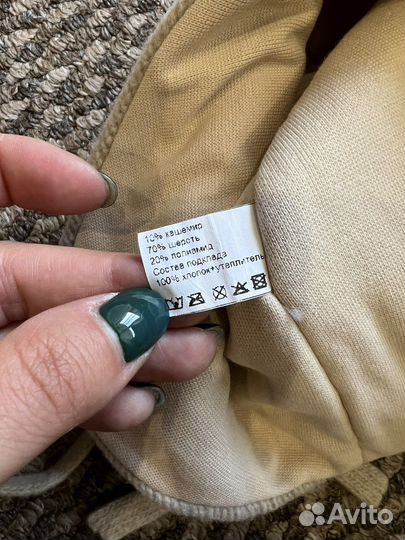 10% кашемир
70% шерсть
20% полиамид
Состав подклада
100% хлопок+утеплитель
Avito